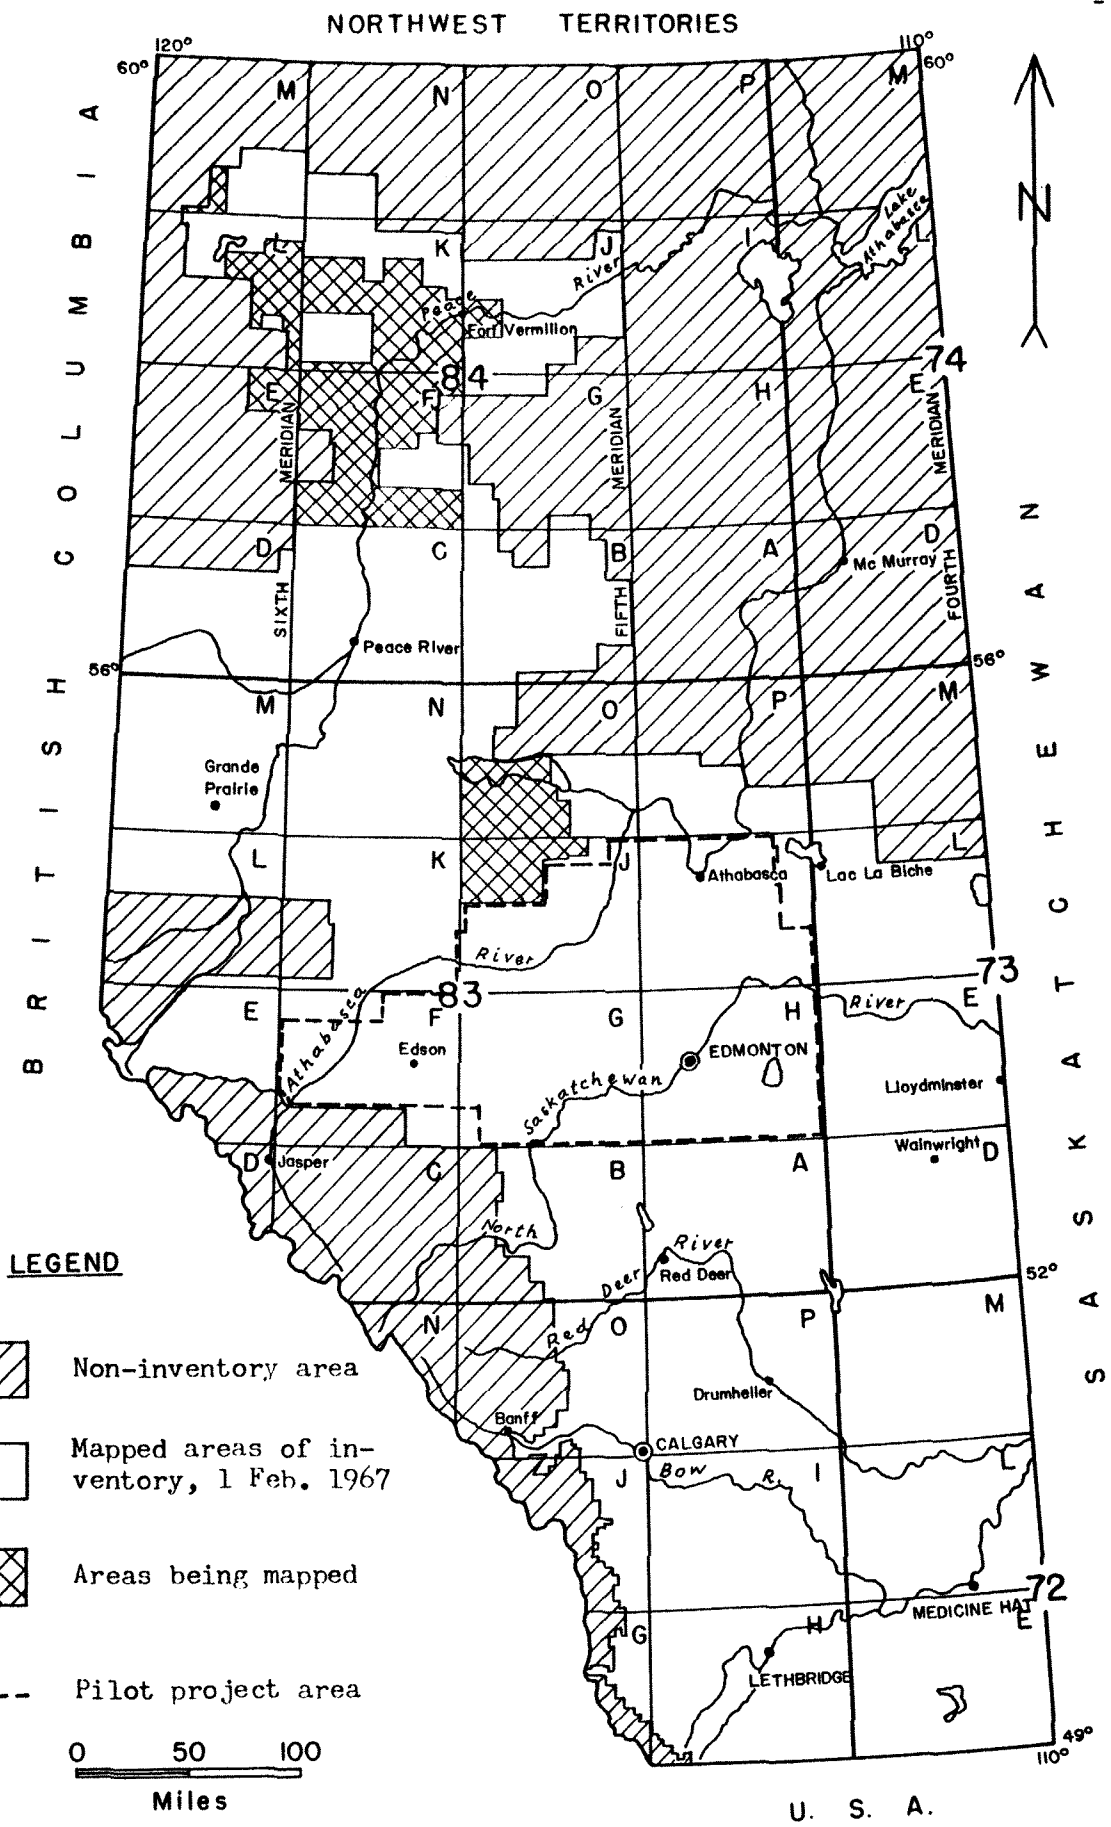 NORTHWEST TERRITORIES
120°
110°
60°
60°
M
N
O
P
M
N
BRITISH COLUMBIA
SASKATCHEWAN
Lake
Athabasca
L
K
J
I
L
River
Peace
Fort Vermilion
84
74
E
F
G
H
E
MERIDIAN
MERIDIAN
MERIDIAN
D
C
B
A
D
Mc Murray
SIXTH
FIFTH
FOURTH
Peace River
56°
56°
M
N
O
P
M
Grande
Prairie
L
K
J
L
Athabasca
Lac La Biche
River
83
73
E
F
G
H
River
E
Athabasca
Edson
EDMONTON
Saskatchewan
Lloydminster
Wainwright
D
Jasper
C
B
A
D
North
River
Red Deer
Deer
Red
52°
N
O
P
M
Drumheller
Banff
CALGARY
J
Bow R.
I
L
72
MEDICINE HAT
E
G
H
LETHBRIDGE
49°
110°
U. S. A.
LEGEND
Non-inventory area
Mapped areas of in-
ventory, 1 Feb. 1967
Areas being mapped
Pilot project area
0 50 100
Miles